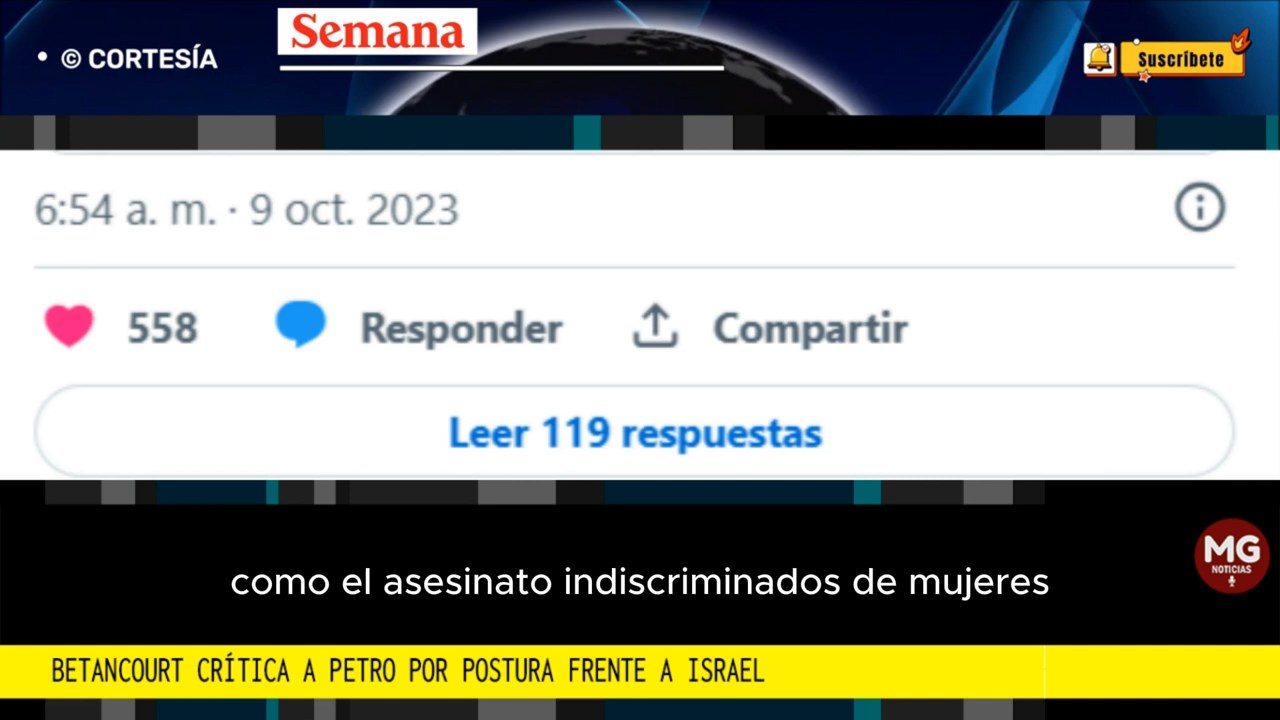 • © CORTESÍA
Semana
Suscríbete
6:54 a. m. · 9 oct. 2023
558 Responder Compartir
Leer 119 respuestas
MG
NOTICIAS
como el asesinato indiscriminados de mujeres
BETANCOURT CRÍTICA A PETRO POR POSTURA FRENTE A ISRAEL